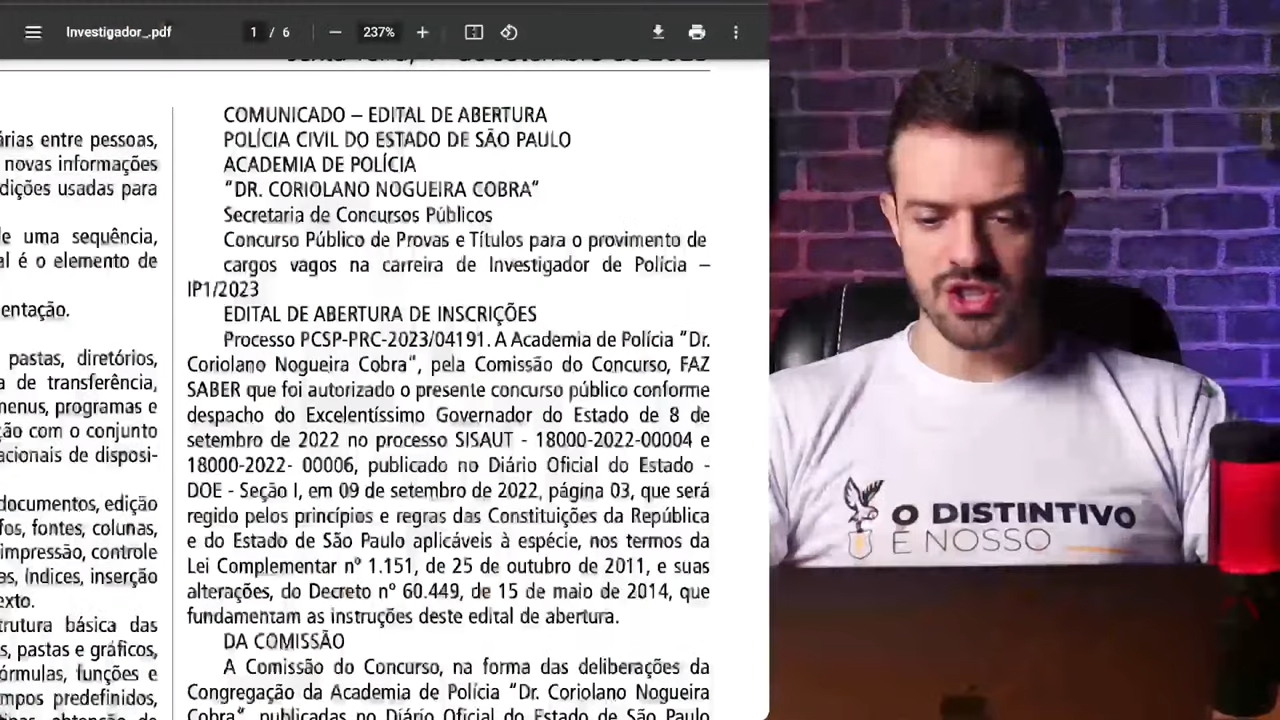 Investigador_.pdf
1 / 6
237%
árias entre pessoas,
novas informações
dições usadas para
de uma sequência,
al é o elemento de
entação.
pastas, diretórios,
a de transferência,
menus, programas e
ção com o conjunto
acionais de disposi-
documentos, edição
fos, fontes, colunas,
impressão, controle
as, índices, inserção
exto.
trutura básica das
s, pastas e gráficos,
órmulas, funções e
mpos predefinidos,
COMUNICADO – EDITAL DE ABERTURA
POLÍCIA CIVIL DO ESTADO DE SÃO PAULO
ACADEMIA DE POLÍCIA
“DR. CORIOLANO NOGUEIRA COBRA”
Secretaria de Concursos Públicos
Concurso Público de Provas e Títulos para o provimento de
cargos vagos na carreira de Investigador de Polícia –
IP1/2023
EDITAL DE ABERTURA DE INSCRIÇÕES
Processo PCSP-PRC-2023/04191. A Academia de Polícia “Dr.
Coriolano Nogueira Cobra”, pela Comissão do Concurso, FAZ
SABER que foi autorizado o presente concurso público conforme
despacho do Excelentíssimo Governador do Estado de 8 de
setembro de 2022 no processo SISAUT - 18000-2022-00004 e
18000-2022- 00006, publicado no Diário Oficial do Estado -
DOE - Seção I, em 09 de setembro de 2022, página 03, que será
regido pelos princípios e regras das Constituições da República
e do Estado de São Paulo aplicáveis à espécie, nos termos da
Lei Complementar nº 1.151, de 25 de outubro de 2011, e suas
alterações, do Decreto nº 60.449, de 15 de maio de 2014, que
fundamentam as instruções deste edital de abertura.
DA COMISSÃO
A Comissão do Concurso, na forma das deliberações da
Congregação da Academia de Polícia “Dr. Coriolano Nogueira
Cobra”, publicadas no Diário Oficial do Estado de São Paulo
O DISTINTIVO
É NOSSO